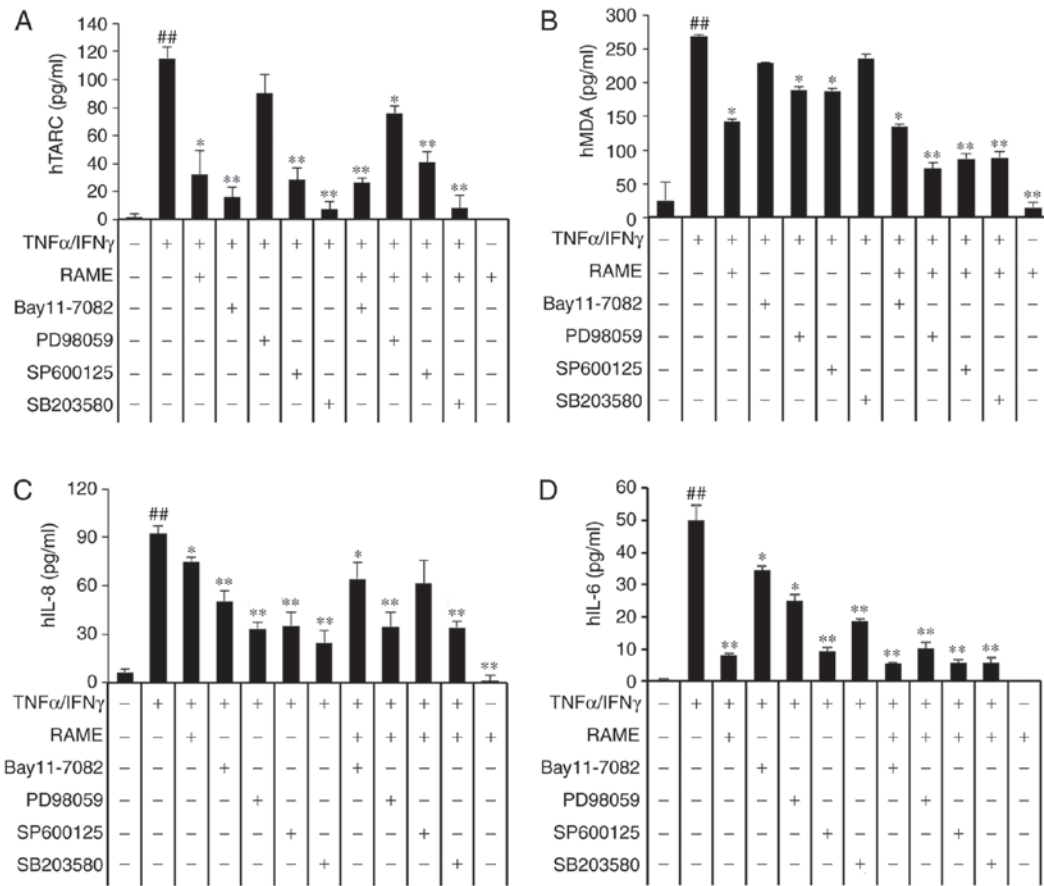 A
hTARC (pg/ml)
140
120
100
80
60
40
20
0
##
*
**
**
**
**
*
**
**
TNFα/IFNγ – + + + + + + + + + + –
RAME – – + – – – – + + + + +
Bay11-7082 – – – + – – – + – – – –
PD98059 – – – – + – – – + – – –
SP600125 – – – – – + – – – + – –
SB203580 – – – – – – + – – – + –
B
hMDA (pg/ml)
300
250
200
150
100
50
0
##
*
*
*
*
**
**
**
**
TNFα/IFNγ – + + + + + + + + + + –
RAME – – + – – – – + + + + +
Bay11-7082 – – – + – – – + – – – –
PD98059 – – – – + – – – + – – –
SP600125 – – – – – + – – – + – –
SB203580 – – – – – – + – – – + –
C
hIL-8 (pg/ml)
120
90
60
30
0
##
*
**
**
**
**
*
**
**
**
TNFα/IFNγ – + + + + + + + + + + –
RAME – – + – – – – + + + + +
Bay11-7082 – – – + – – – + – – – –
PD98059 – – – – + – – – + – – –
SP600125 – – – – – + – – – + – –
SB203580 – – – – – – + – – – + –
D
hIL-6 (pg/ml)
60
50
40
30
20
10
0
##
**
*
*
**
**
**
**
**
**
TNFα/IFNγ – + + + + + + + + + + –
RAME – – + – – – – + + + + +
Bay11-7082 – – – + – – – + – – – –
PD98059 – – – – + – – – + – – –
SP600125 – – – – – + – – – + – –
SB203580 – – – – – – + – – – + –